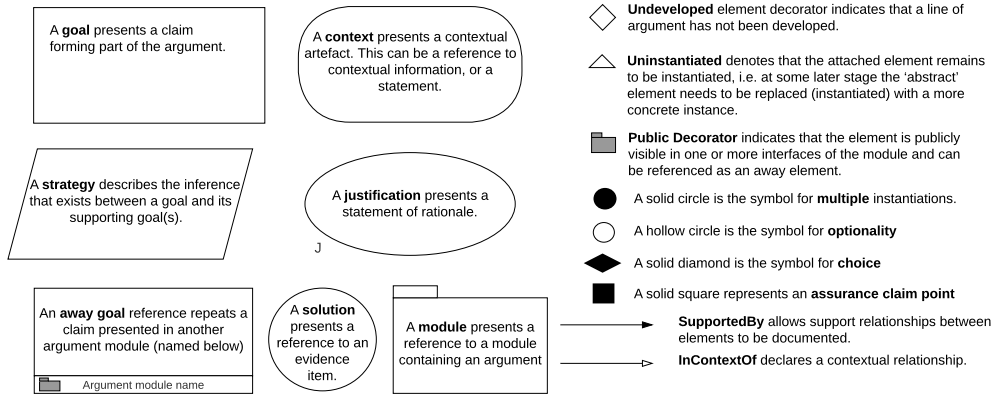 A goal presents a claim
forming part of the argument.
A context presents a contextual
artefact. This can be a reference to
contextual information, or a
statement.
A strategy describes the inference
that exists between a goal and its
supporting goal(s).
A justification presents a
statement of rationale.
J
An away goal reference repeats a
claim presented in another
argument module (named below)
Argument module name
A solution
presents a
reference to an
evidence
item.
A module presents a
reference to a module
containing an argument
Undeveloped element decorator indicates that a line of
argument has not been developed.
Uninstantiated denotes that the attached element remains
to be instantiated, i.e. at some later stage the ‘abstract’
element needs to be replaced (instantiated) with a more
concrete instance.
Public Decorator indicates that the element is publicly
visible in one or more interfaces of the module and can
be referenced as an away element.
A solid circle is the symbol for multiple instantiations.
A hollow circle is the symbol for optionality
A solid diamond is the symbol for choice
A solid square represents an assurance claim point
SupportedBy allows support relationships between
elements to be documented.
InContextOf declares a contextual relationship.